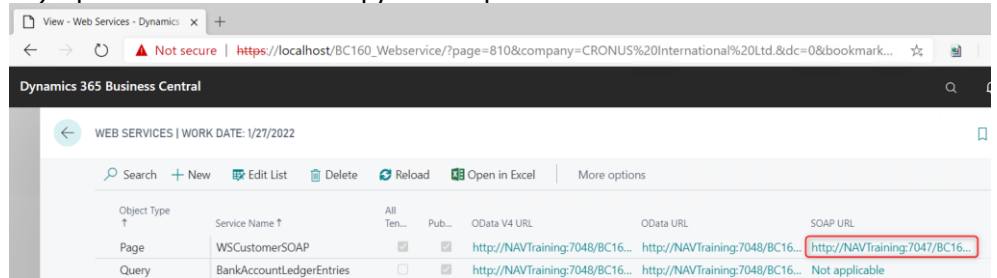 View - Web Services - Dynamics
Not secure | https://localhost/BC160_Webservice/?page=810&company=CRONUS%20International%20Ltd.&dc=0&bookmark...
Dynamics 365 Business Central
WEB SERVICES | WORK DATE: 1/27/2022
Search + New Edit List Delete Reload Open in Excel More options
Object Type ↑ Service Name ↑ All Ten... Pub... OData V4 URL OData URL SOAP URL
Page WSCustomerSOAP http://NAVTraining:7048/BC16... http://NAVTraining:7048/BC16... http://NAVTraining:7047/BC16...
Query BankAccountLedgerEntries http://NAVTraining:7048/BC16... http://NAVTraining:7048/BC16... Not applicable